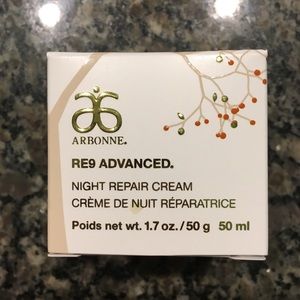 ARBONNE.
RE9 ADVANCED.
NIGHT REPAIR CREAM
CRÈME DE NUIT RÉPARATRICE
Poids net wt. 1.7 oz. / 50 g 50 ml